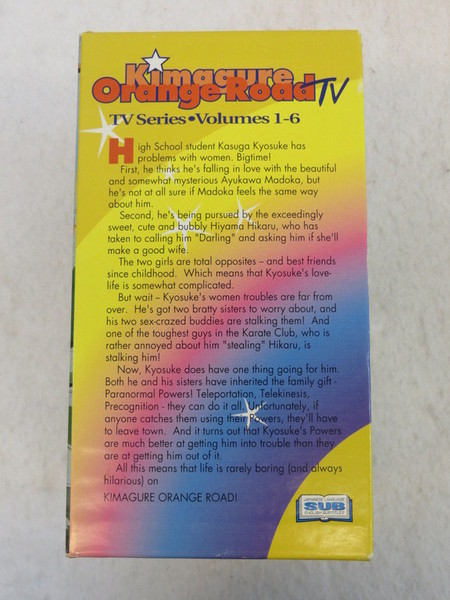 Kimagure
Orange Road TV
TV Series•Volumes 1-6
High School student Kasuga Kyosuke has
problems with women. Bigtime!
First, he thinks he's falling in love with the beautiful
and somewhat mysterious Ayukawa Madoka, but
he's not at all sure if Madoka feels the same way
about him.
Second, he's being pursued by the exceedingly
sweet, cute and bubbly Hiyama Hikaru, who has
taken to calling him "Darling" and asking him if she'll
make a good wife.
The two girls are total opposites – and best friends
since childhood. Which means that Kyosuke's love-
life is somewhat complicated.
But wait – Kyosuke's women troubles are far from
over. He's got two bratty sisters to worry about, and
his two sex-crazed buddies are stalking them! And
one of the toughest guys in the Karate Club, who is
rather annoyed about him "stealing" Hikaru, is
stalking him!
Now, Kyosuke does have one thing going for him.
Both he and his sisters have inherited the family gift -
Paranormal Powers! Teleportation, Telekinesis,
Precognition - they can do it all. Unfortunately, if
anyone catches them using their Powers, they'll have
to leave town. And it turns out that Kyosuke's Powers
are much better at getting him into trouble than they
are at getting him out of it.
All this means that life is rarely boring (and always
hilarious) on
KIMAGURE ORANGE ROAD!
JAPANESE LANGUAGE
SUB
ENGLISH SUBTITLES